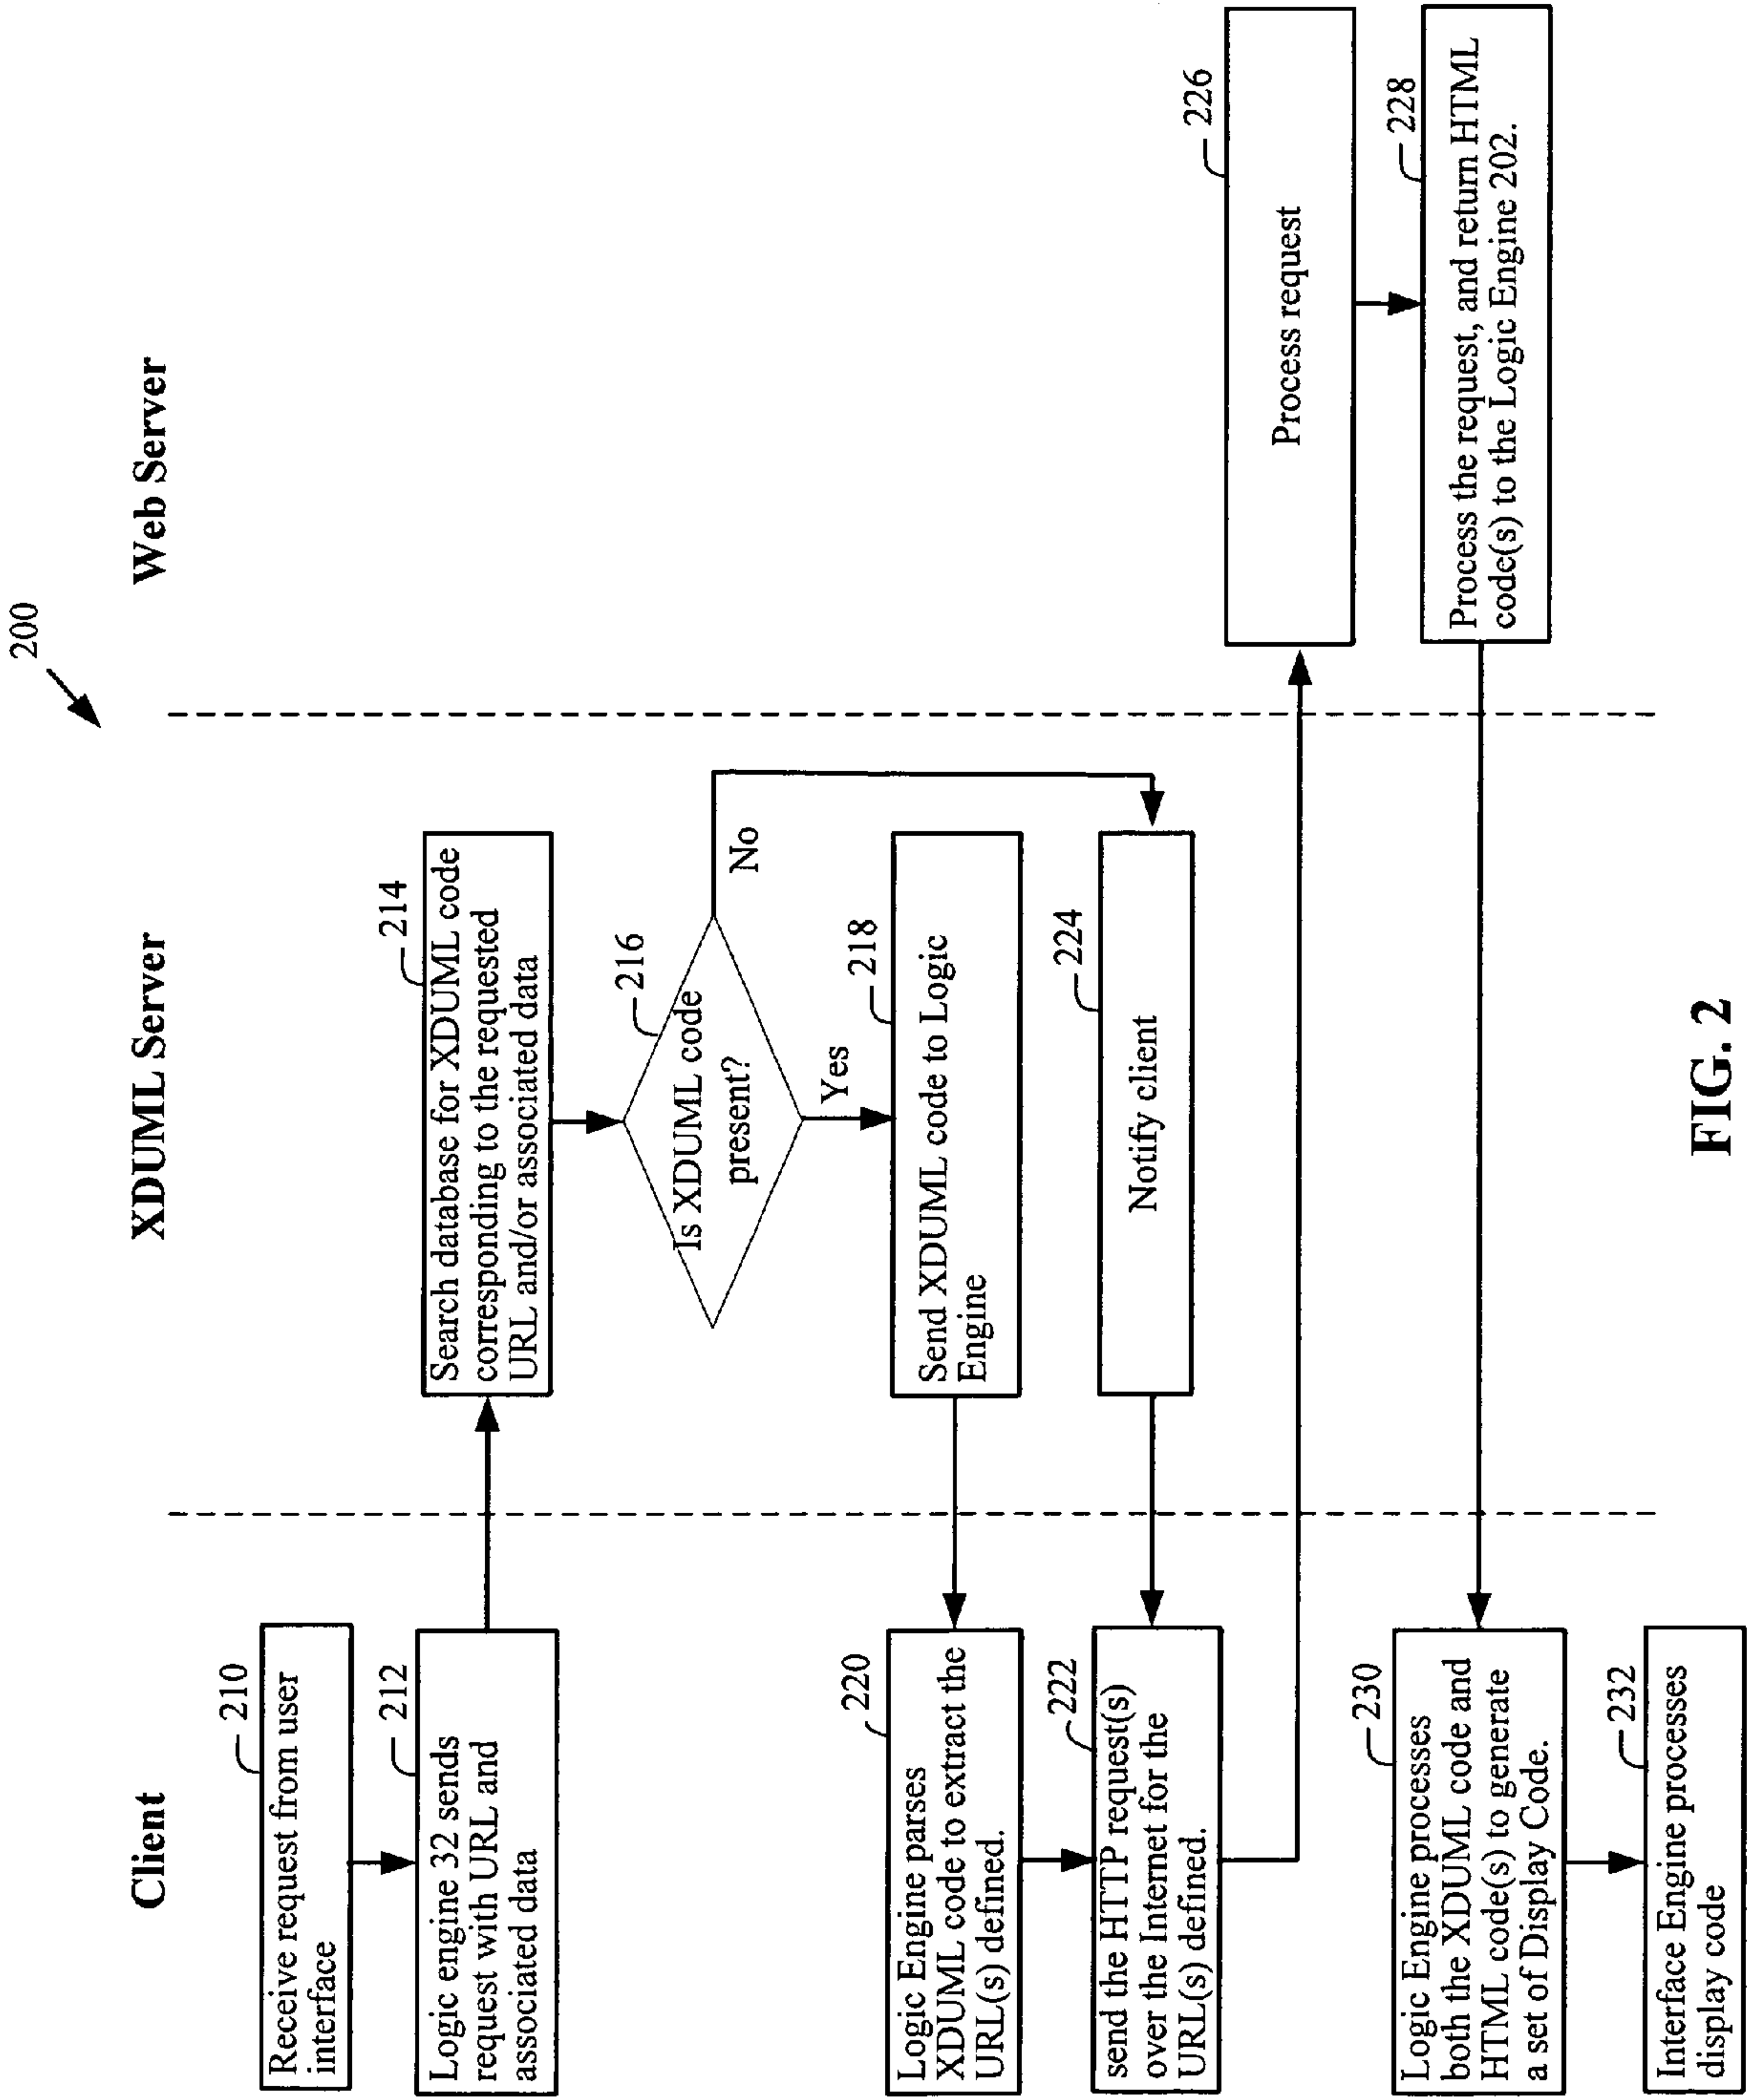 200
Client
XDUML Server
Web Server
210
Receive request from user
interface
212
Logic engine 32 sends
request with URL and
associated data
214
Search database for XDUML code
corresponding to the requested
URL and/or associated data
216
Is XDUML code
present?
No
Yes
218
Send XDUML code to Logic
Engine
220
Logic Engine parses
XDUML code to extract the
URL(s) defined.
224
Notify client
222
send the HTTP request(s)
over the Internet for the
URL(s) defined.
226
Process request
228
Process the request, and return HTML
code(s) to the Logic Engine 202.
230
Logic Engine processes
both the XDUML code and
HTML code(s) to generate
a set of Display Code.
232
Interface Engine processes
display code
FIG. 2